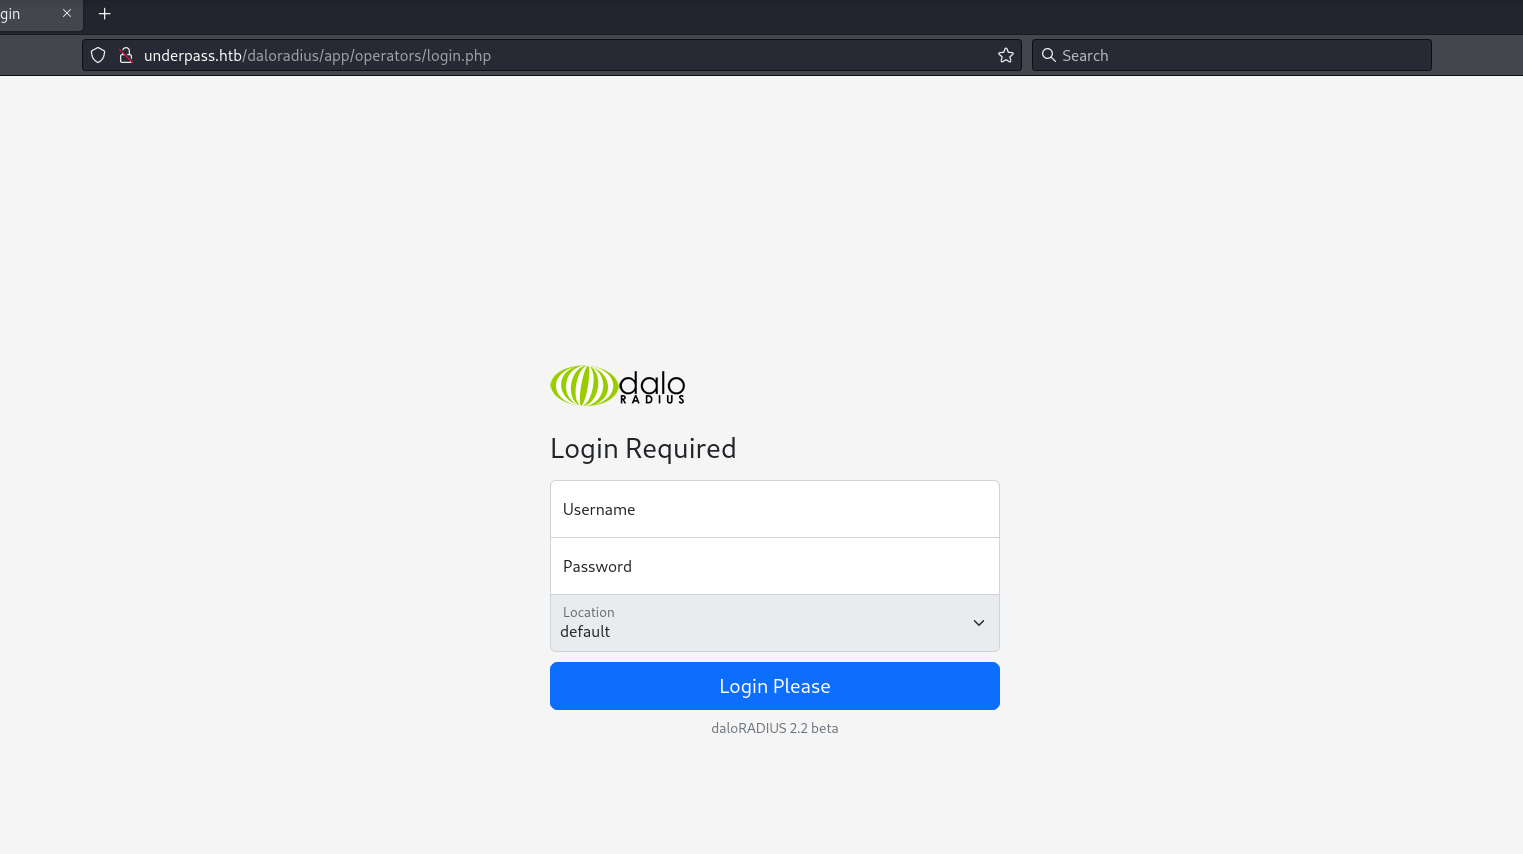 gin
underpass.htb/daloradius/app/operators/login.php
Search
dalo
RADIUS
Login Required
Username
Password
Location
default
Login Please
daloRADIUS 2.2 beta